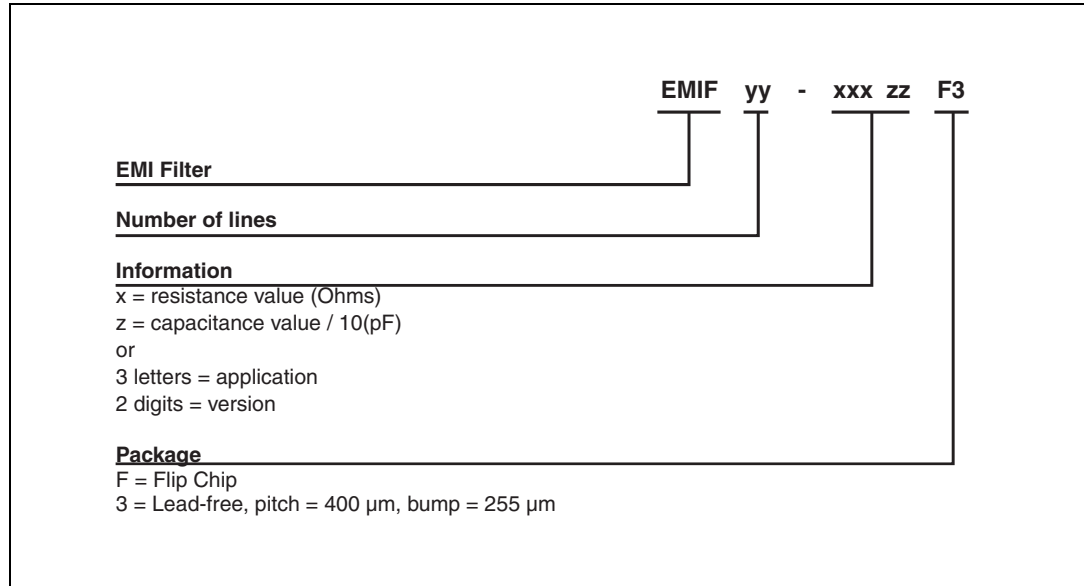 EMIF yy - xxx zz F3
EMI Filter
Number of lines
Information
x = resistance value (Ohms)
z = capacitance value / 10(pF)
or
3 letters = application
2 digits = version
Package
F = Flip Chip
3 = Lead-free, pitch = 400 µm, bump = 255 µm